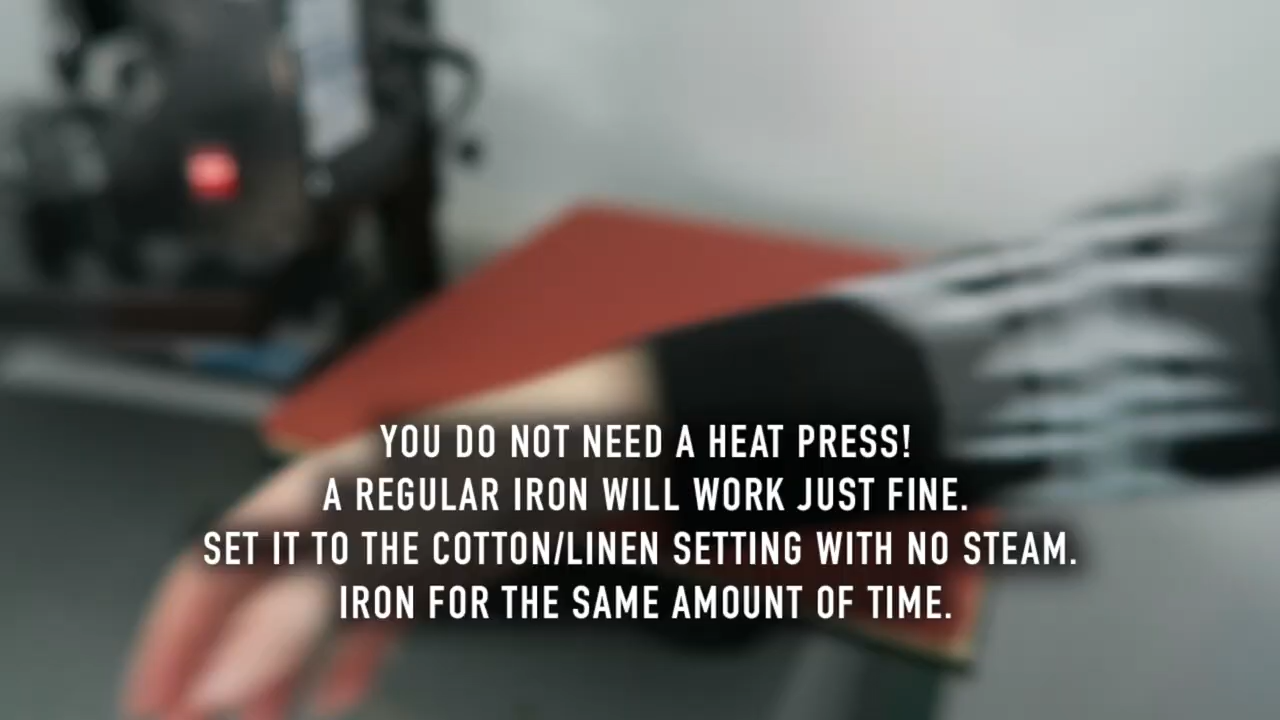 YOU DO NOT NEED A HEAT PRESS!
A REGULAR IRON WILL WORK JUST FINE.
SET IT TO THE COTTON/LINEN SETTING WITH NO STEAM.
IRON FOR THE SAME AMOUNT OF TIME.